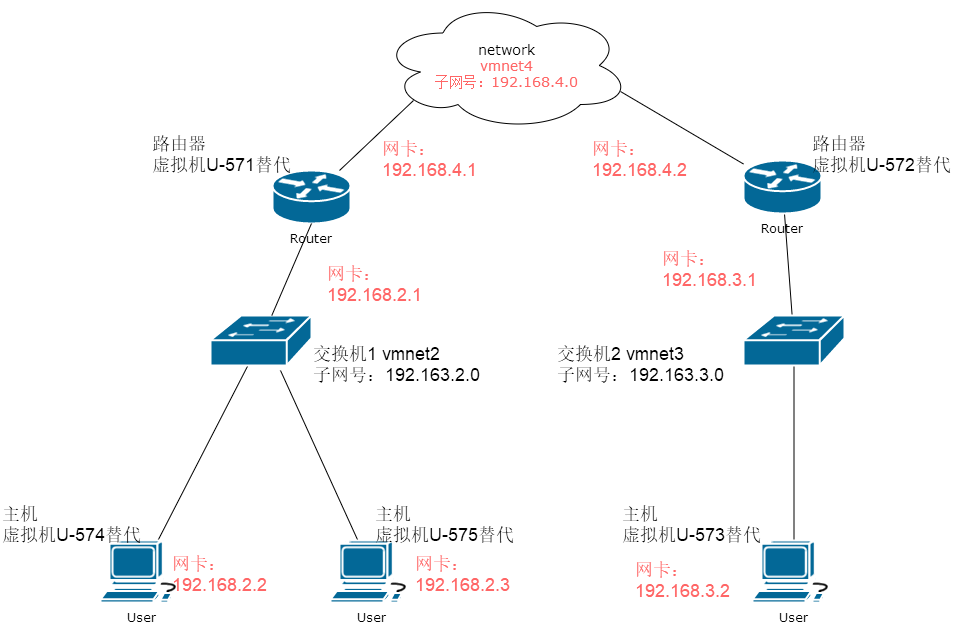 network
vmnet4
子网号：192.168.4.0
路由器
虚拟机U-571替代
网卡：
192.168.4.1
网卡：
192.168.4.2
路由器
虚拟机U-572替代
Router
Router
网卡：
192.168.2.1
网卡：
192.168.3.1
交换机1 vmnet2
子网号：192.163.2.0
交换机2 vmnet3
子网号：192.163.3.0
主机
虚拟机U-574替代
网卡：
192.168.2.2
User
主机
虚拟机U-575替代
网卡：
192.168.2.3
User
主机
虚拟机U-573替代
网卡：
192.168.3.2
User